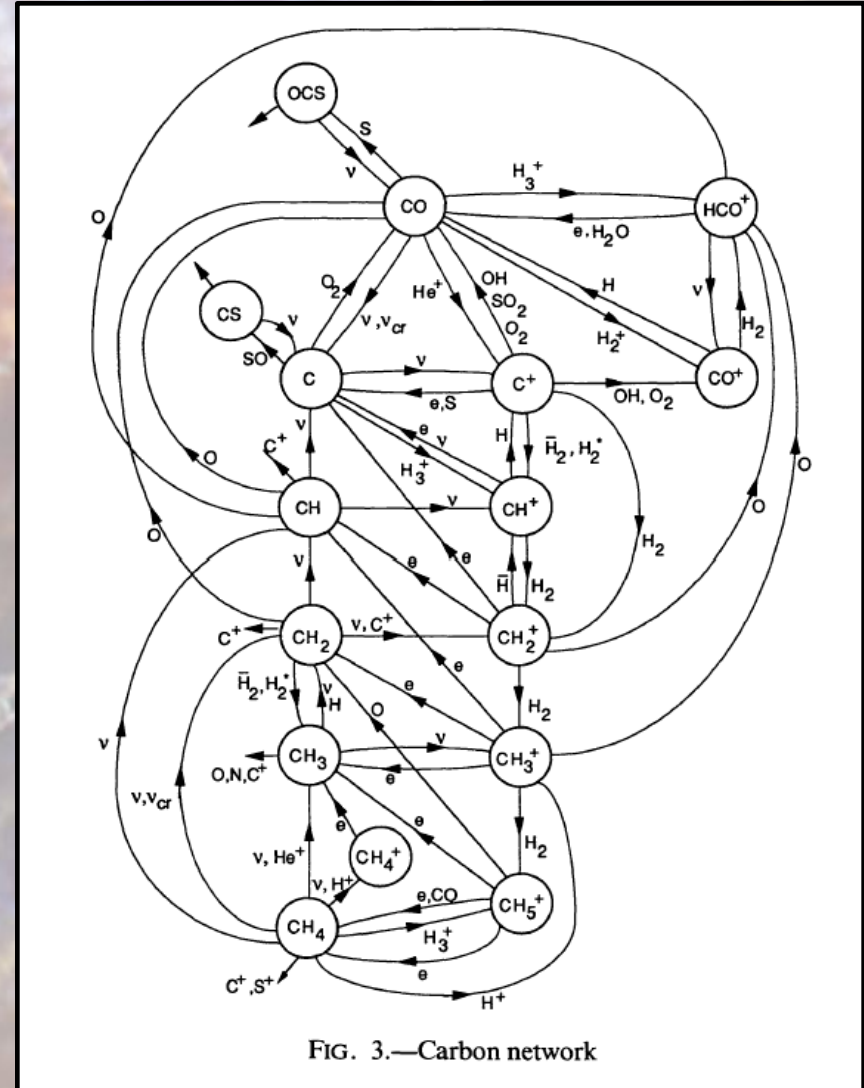 OCS
S
ν
CO
H3+
HCO+
e, H2O
O
O2
ν, νcr
He+
OH
SO2
O2
H
H2+
ν
H2
CS
ν
SO
C
ν
e,S
C+
OH, O2
CO+
ν
C+
O
e
ν
H3+
H
H̅2, H2*
O
CH
ν
CH+
O
O
H2
ν
e
e
H̅
H2
C+
CH2
ν, C+
CH2+
H̅2, H2*
ν
H
e
O
e
H2
ν
CH3
ν
e
CH3+
O,N,C+
ν,νcr
e
e
H2
ν, He+
CH4+
ν, H+
e,CO
CH5+
CH4
H3+
e
C+,S+
H+
FIG. 3.—Carbon network